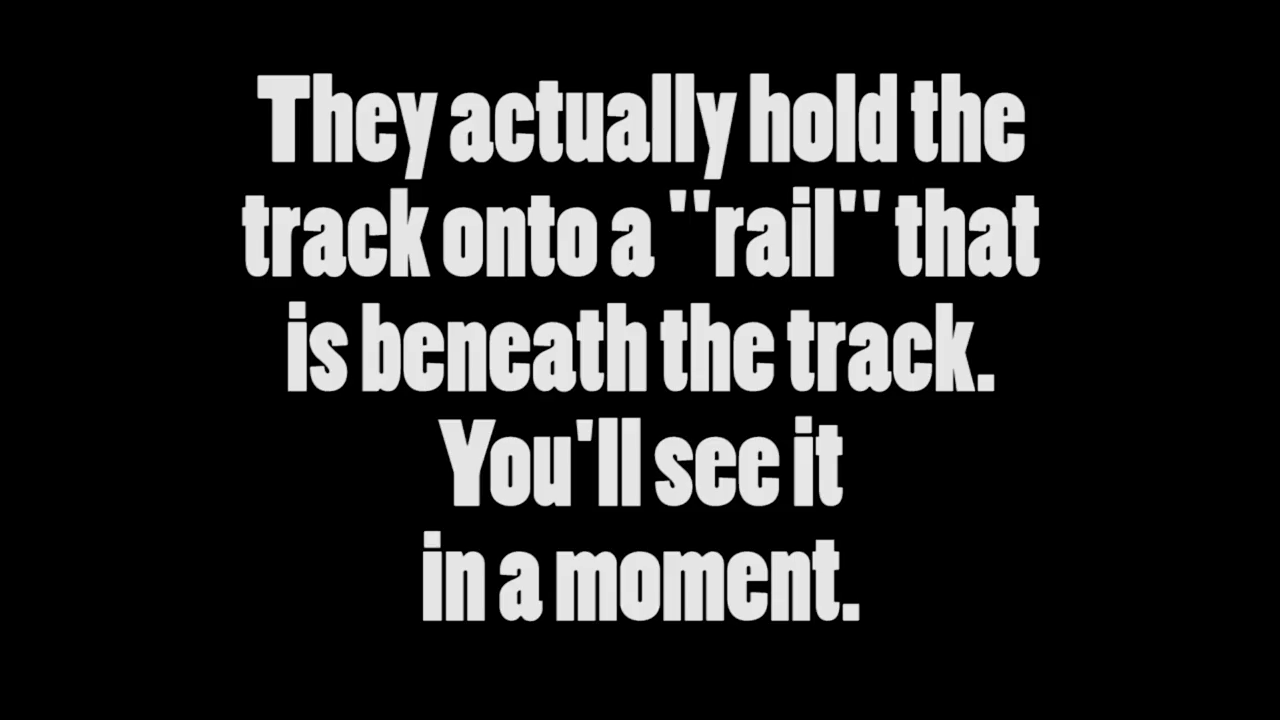 They actually hold the
track onto a "rail" that
is beneath the track.
You'll see it
in a moment.